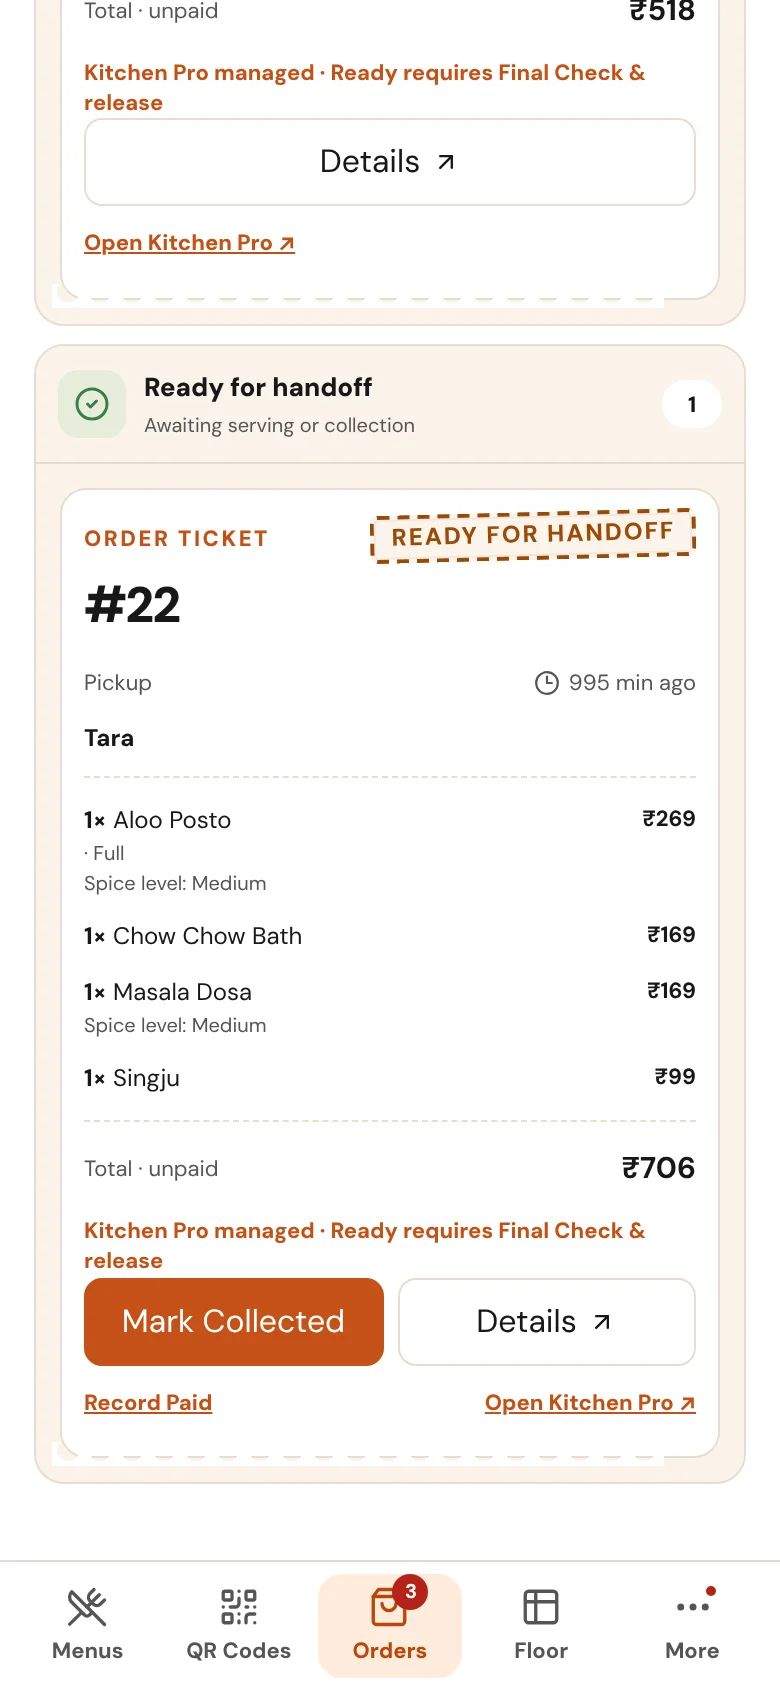 Total · unpaid ₹518
Kitchen Pro managed · Ready requires Final Check &
release
Details ↗
Open Kitchen Pro ↗
Ready for handoff
Awaiting serving or collection
1
ORDER TICKET
READY FOR HANDOFF
#22
Pickup 995 min ago
Tara
1× Aloo Posto ₹269
· Full
Spice level: Medium
1× Chow Chow Bath ₹169
1× Masala Dosa ₹169
Spice level: Medium
1× Singju ₹99
Total · unpaid ₹706
Kitchen Pro managed · Ready requires Final Check &
release
Mark Collected
Details ↗
Record Paid
Open Kitchen Pro ↗
3
Menus
QR Codes
Orders
Floor
More